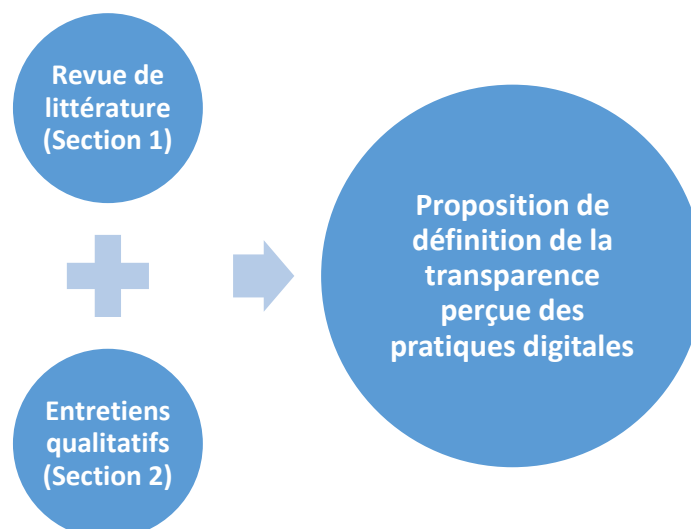 Revue de
littérature
(Section 1)
Entretiens
qualitatifs
(Section 2)
Proposition de
définition de la
transparence
perçue des
pratiques digitales